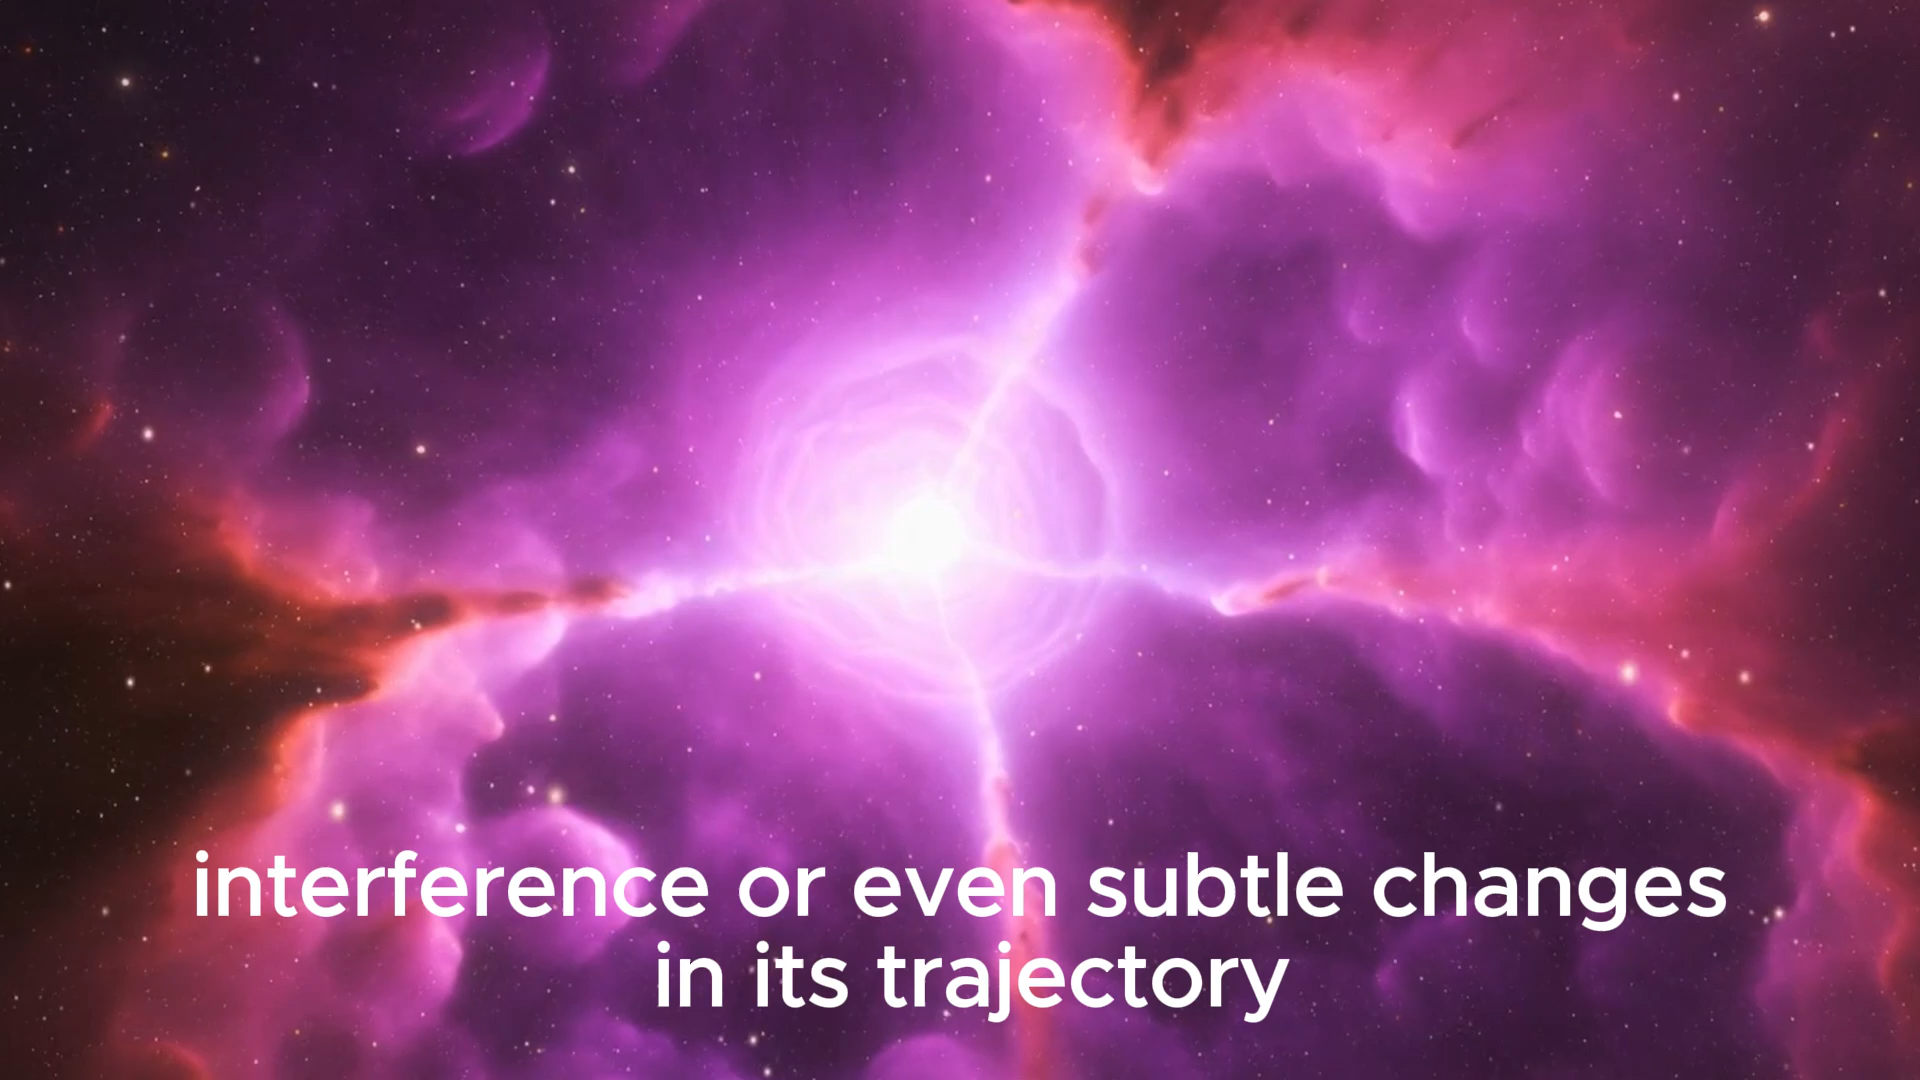 interference or even subtle changes
in its trajectory